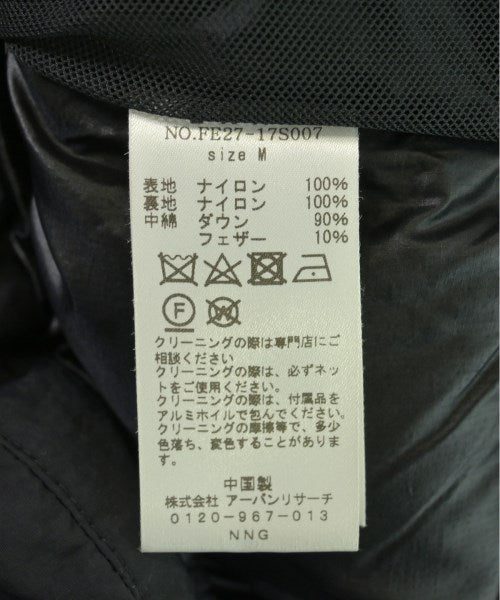 NO.FE27-17S007
size M
表地 ナイロン 100%
裏地 ナイロン 100%
中綿 ダウン 90%
フェザー 10%
F W
クリーニングの際は専門店にご
相談ください
クリーニングの際は、必ずネッ
トをご使用ください。
クリーニングの際は、付属品を
アルミホイルで包んでください。
クリーニングの摩擦等で、多少
色落ち、変色することがありま
す。
中国製
株式会社 アーバンリサーチ
0120-967-013
NNG